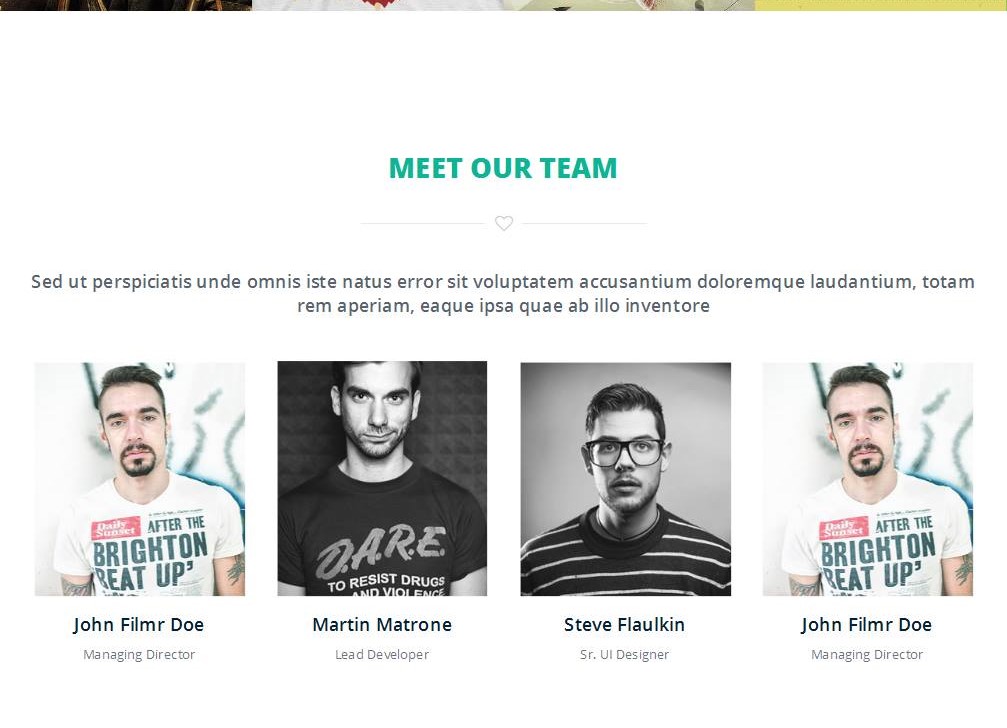 MEET OUR TEAM
Sed ut perspiciatis unde omnis iste natus error sit voluptatem accusantium doloremque laudantium, totam
rem aperiam, eaque ipsa quae ab illo inventore
Daily
Sunset
AFTER THE
BRIGHTON
BEAT UP'
D.A.R.E.
TO RESIST DRUGS
AND VIOLENCE
Daily
Sunset
AFTER THE
BRIGHTON
BEAT UP'
John Filmr Doe
Martin Matrone
Steve Flaulkin
John Filmr Doe
Managing Director
Lead Developer
Sr. UI Designer
Managing Director